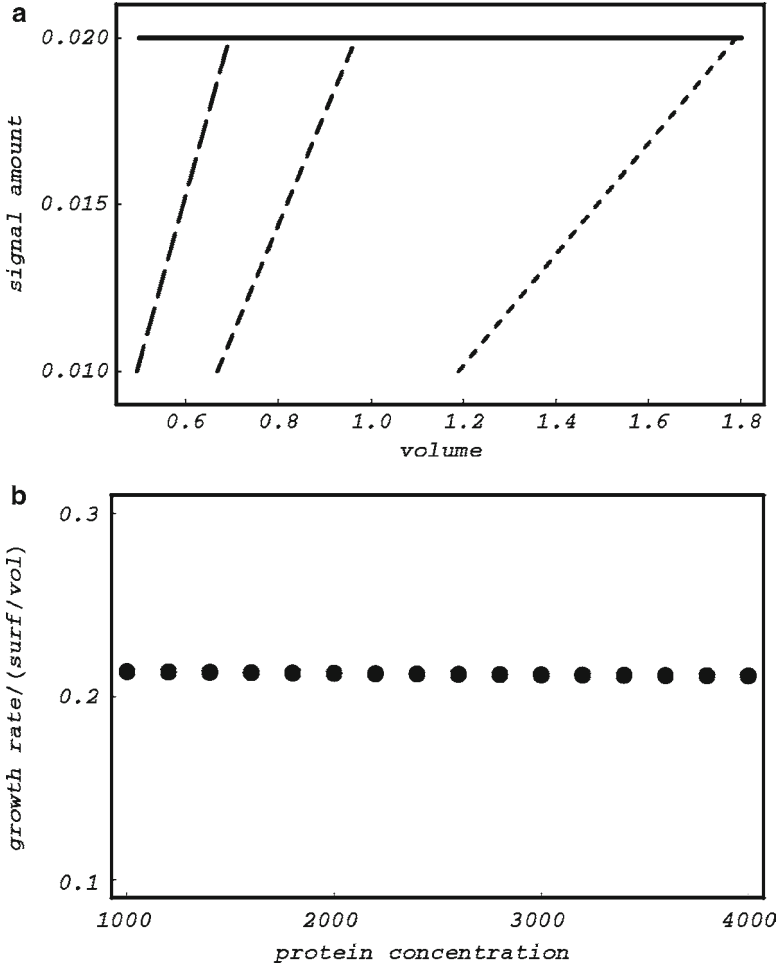 a
0.020
0.015
0.010
signal amount
0.6 0.8 1.0 1.2 1.4 1.6 1.8
volume
b
0.3
0.2
0.1
growth rate/(surf/vol)
1000 2000 3000 4000
protein concentration